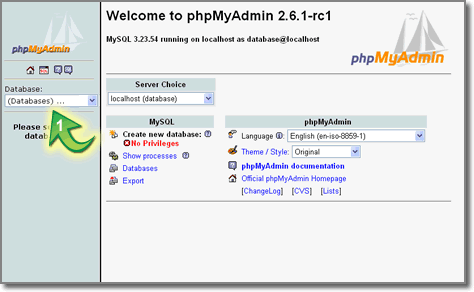 phpMyAdmin
Database:
(Databases) ...
1
Please se
datab
Welcome to phpMyAdmin 2.6.1-rc1
MySQL 3.23.54 running on localhost as database@localhost
phpMyAdmin
Server Choice
localhost (database)
MySQL
Create new database:
No Privileges
Show processes
Databases
Export
phpMyAdmin
Language : English (en-iso-8859-1)
Theme / Style: Original
phpMyAdmin documentation
Official phpMyAdmin Homepage
[ChangeLog] [CVS] [Lists]